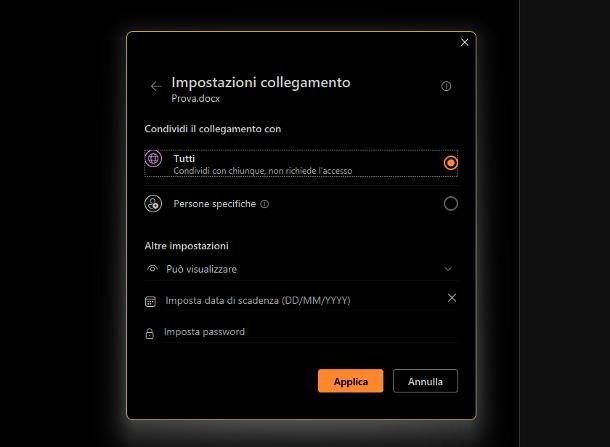 Impostazioni collegamento
Prova.docx
Condividi il collegamento con
Tutti
Condividi con chiunque, non richiede l'accesso
Persone specifiche
Altre impostazioni
Può visualizzare
Imposta data di scadenza (DD/MM/YYYY)
Imposta password
Applica
Annulla